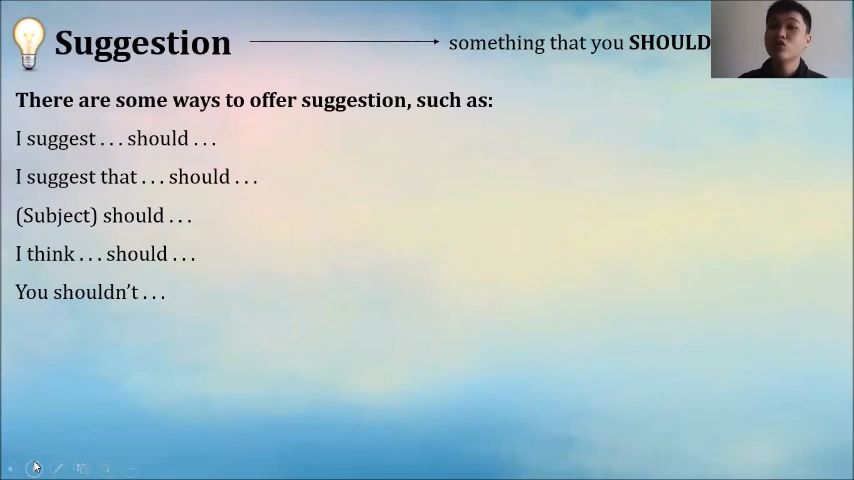 Suggestion
something that you SHOULD
There are some ways to offer suggestion, such as:
I suggest . . . should . . .
I suggest that . . . should . . .
(Subject) should . . .
I think . . . should . . .
You shouldn’t . . .